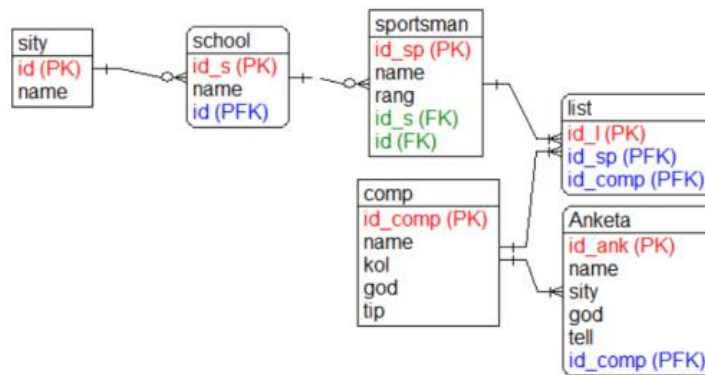 sity
id (PK)
name
school
id_s (PK)
name
id (PFK)
sportsman
id_sp (PK)
name
rang
id_s (FK)
id (FK)
list
id_l (PK)
id_sp (PFK)
id_comp (PFK)
comp
id_comp (PK)
name
kol
god
tip
Anketa
id_ank (PK)
name
sity
god
tell
id_comp (PFK)